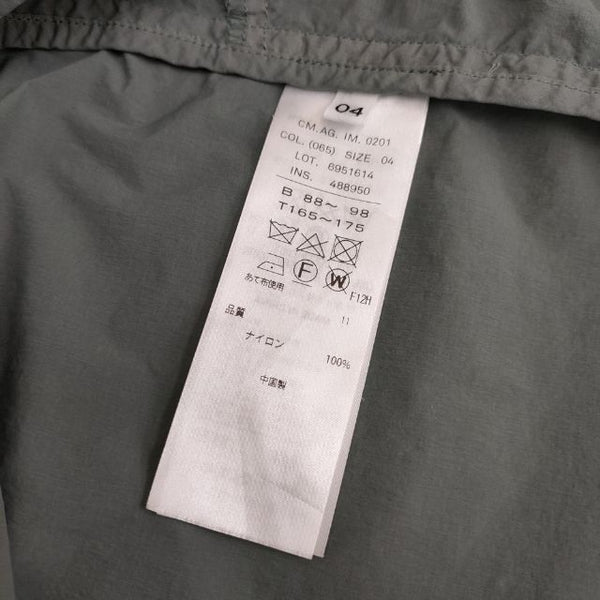 04
CM.AG. IM. 0201
COL. (065) SIZE 04
LOT. 6951614
INS. 488950
B 88〜 98
T165〜175
F W F12H
あて布使用
品質 11
ナイロン 100%
中国製